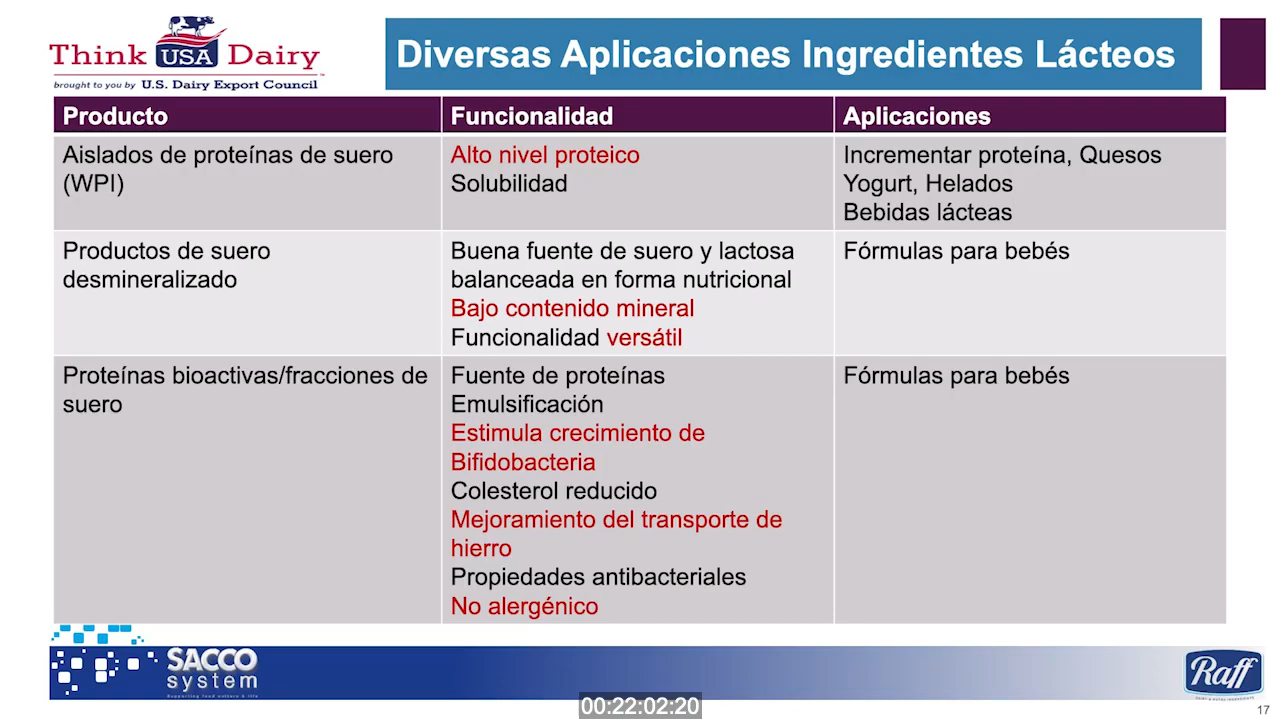 Think USA Dairy
brought to you by U.S. Dairy Export Council
Diversas Aplicaciones Ingredientes Lácteos
Producto
Funcionalidad
Aplicaciones
Aislados de proteínas de suero
(WPI)
Alto nivel proteico
Solubilidad
Incrementar proteína, Quesos
Yogurt, Helados
Bebidas lácteas
Productos de suero
desmineralizado
Buena fuente de suero y lactosa
balanceada en forma nutricional
Bajo contenido mineral
Funcionalidad versátil
Fórmulas para bebés
Proteínas bioactivas/fracciones de
suero
Fuente de proteínas
Emulsificación
Estimula crecimiento de
Bifidobacteria
Colesterol reducido
Mejoramiento del transporte de
hierro
Propiedades antibacteriales
No alergénico
Fórmulas para bebés
SACCO
system
Supporting food culture & life
Raff
00:22:02:20
17